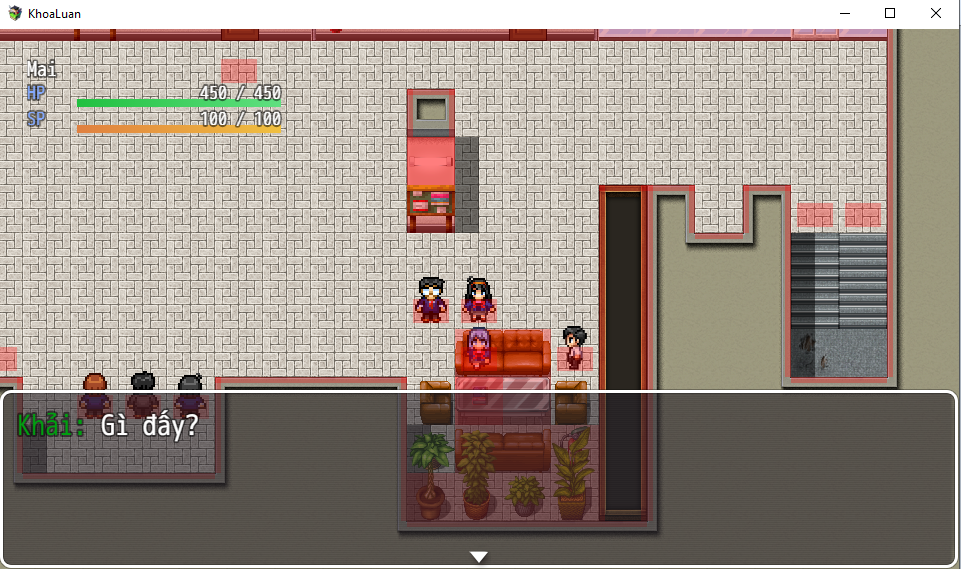 KhoaLuan
Mai
HP 450 / 450
SP 100 / 100
Khải: Gì đấy?